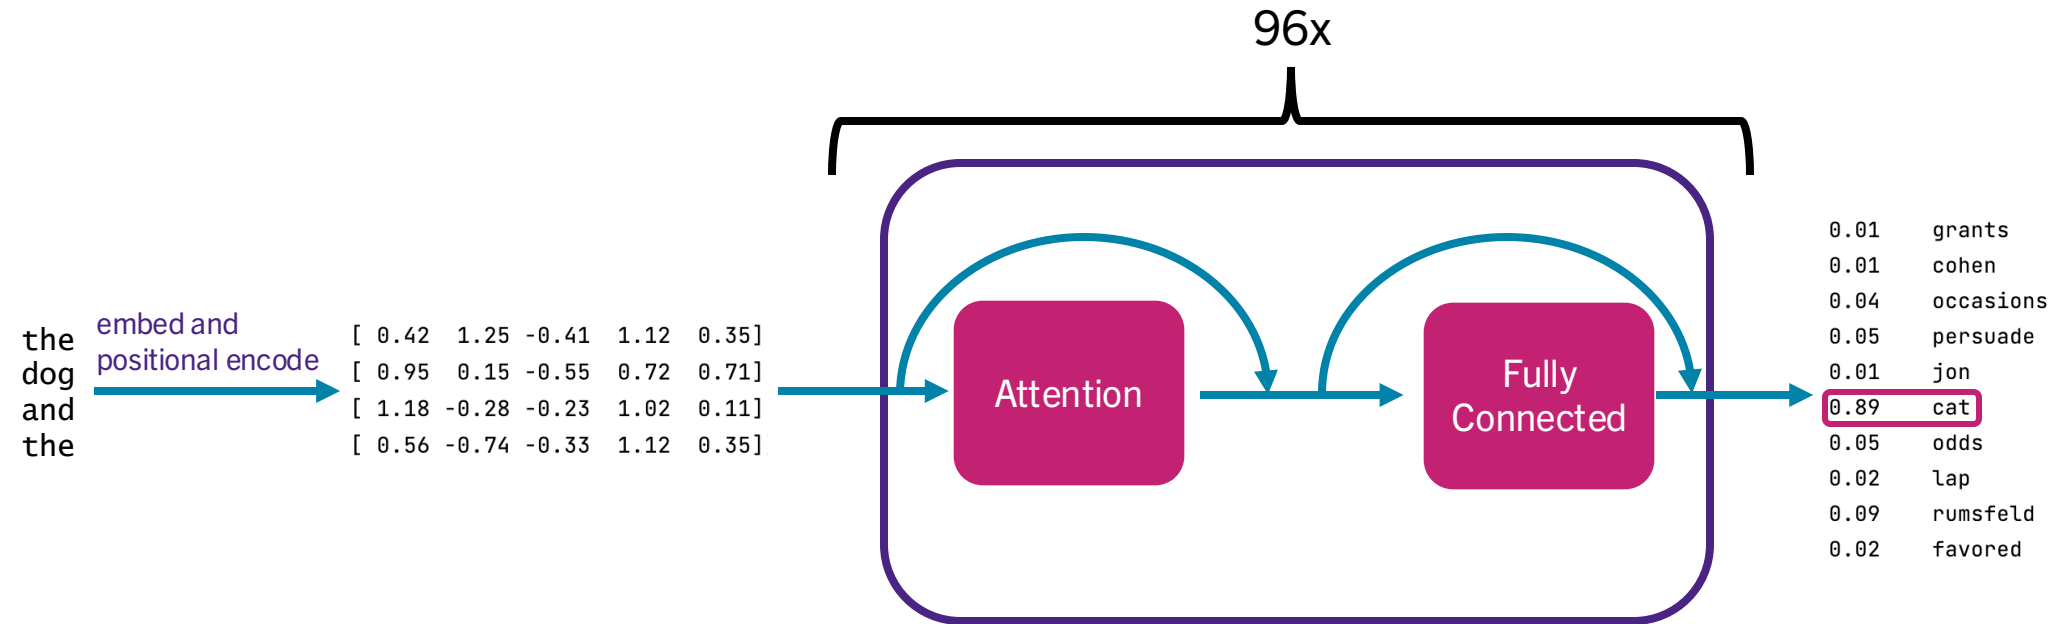 96x
the
dog
and
the
embed and
positional encode
[ 0.42 1.25 -0.41 1.12 0.35]
[ 0.95 0.15 -0.55 0.72 0.71]
[ 1.18 -0.28 -0.23 1.02 0.11]
[ 0.56 -0.74 -0.33 1.12 0.35]
Attention
Fully
Connected
0.01 grants
0.01 cohen
0.04 occasions
0.05 persuade
0.01 jon
0.89 cat
0.05 odds
0.02 lap
0.09 rumsfeld
0.02 favored